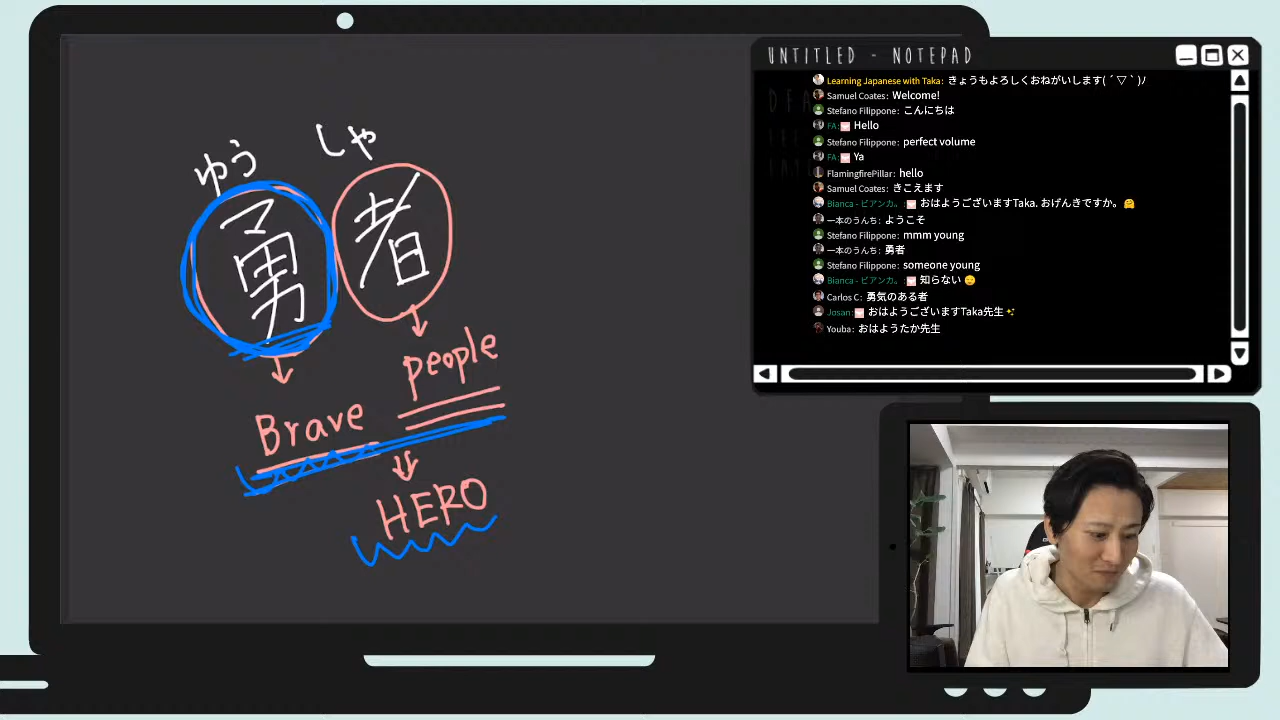 ゆう しゃ
勇者
people
Brave
HERO
UNTITLED - NOTEPAD
Learning Japanese with Taka: きょうもよろしくおねがいします( ´ ▽ ` )ﾉ
Samuel Coates: Welcome!
Stefano Filippone: こんにちは
FA: Hello
Stefano Filippone: perfect volume
FA: Ya
FlamingfirePillar: hello
Samuel Coates: きこえます
Bianca - ビアンカ。: おはようございますTaka. おげんきですか。🤗
一本のうんち: ようこそ
Stefano Filippone: mmm young
一本のうんち: 勇者
Stefano Filippone: someone young
Bianca - ビアンカ。: 知らない
Carlos C: 勇気のある者
Josan: おはようございますTaka先生✨
Youba: おはようたか先生